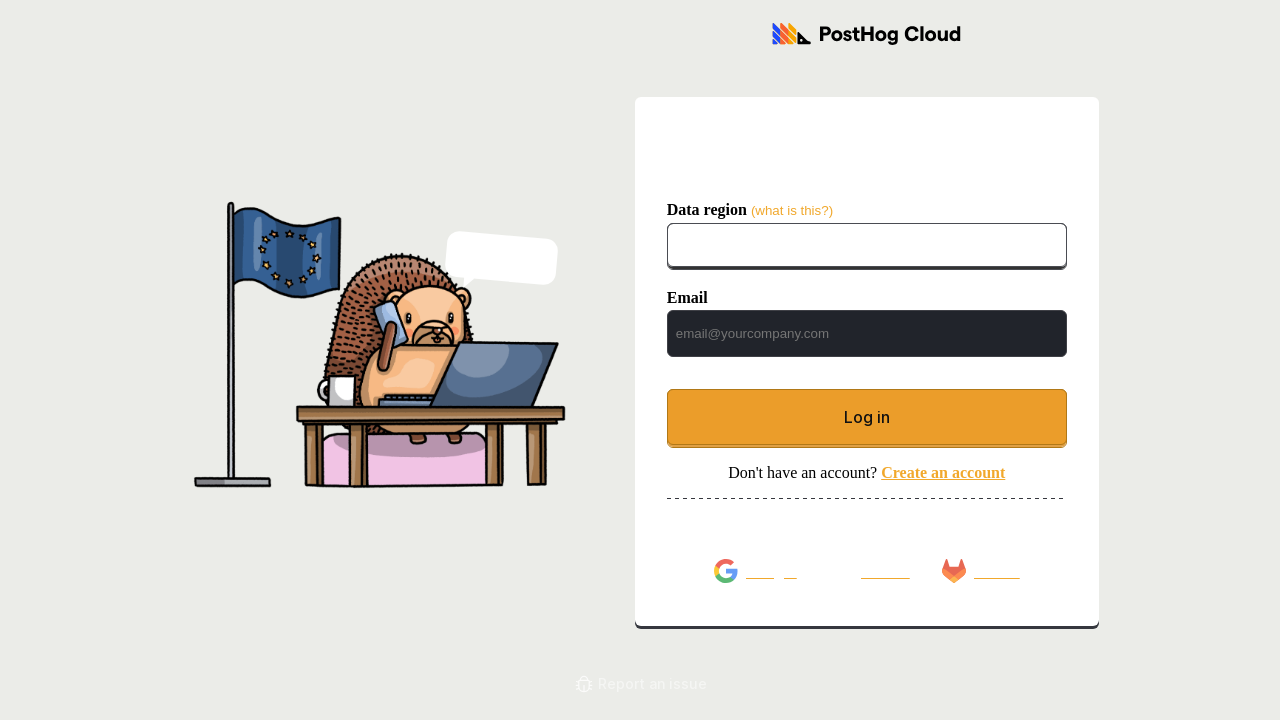 PostHog Cloud
Data region (what is this?)
Email
email@yourcompany.com
Log in
Don't have an account? Create an account
Report an issue